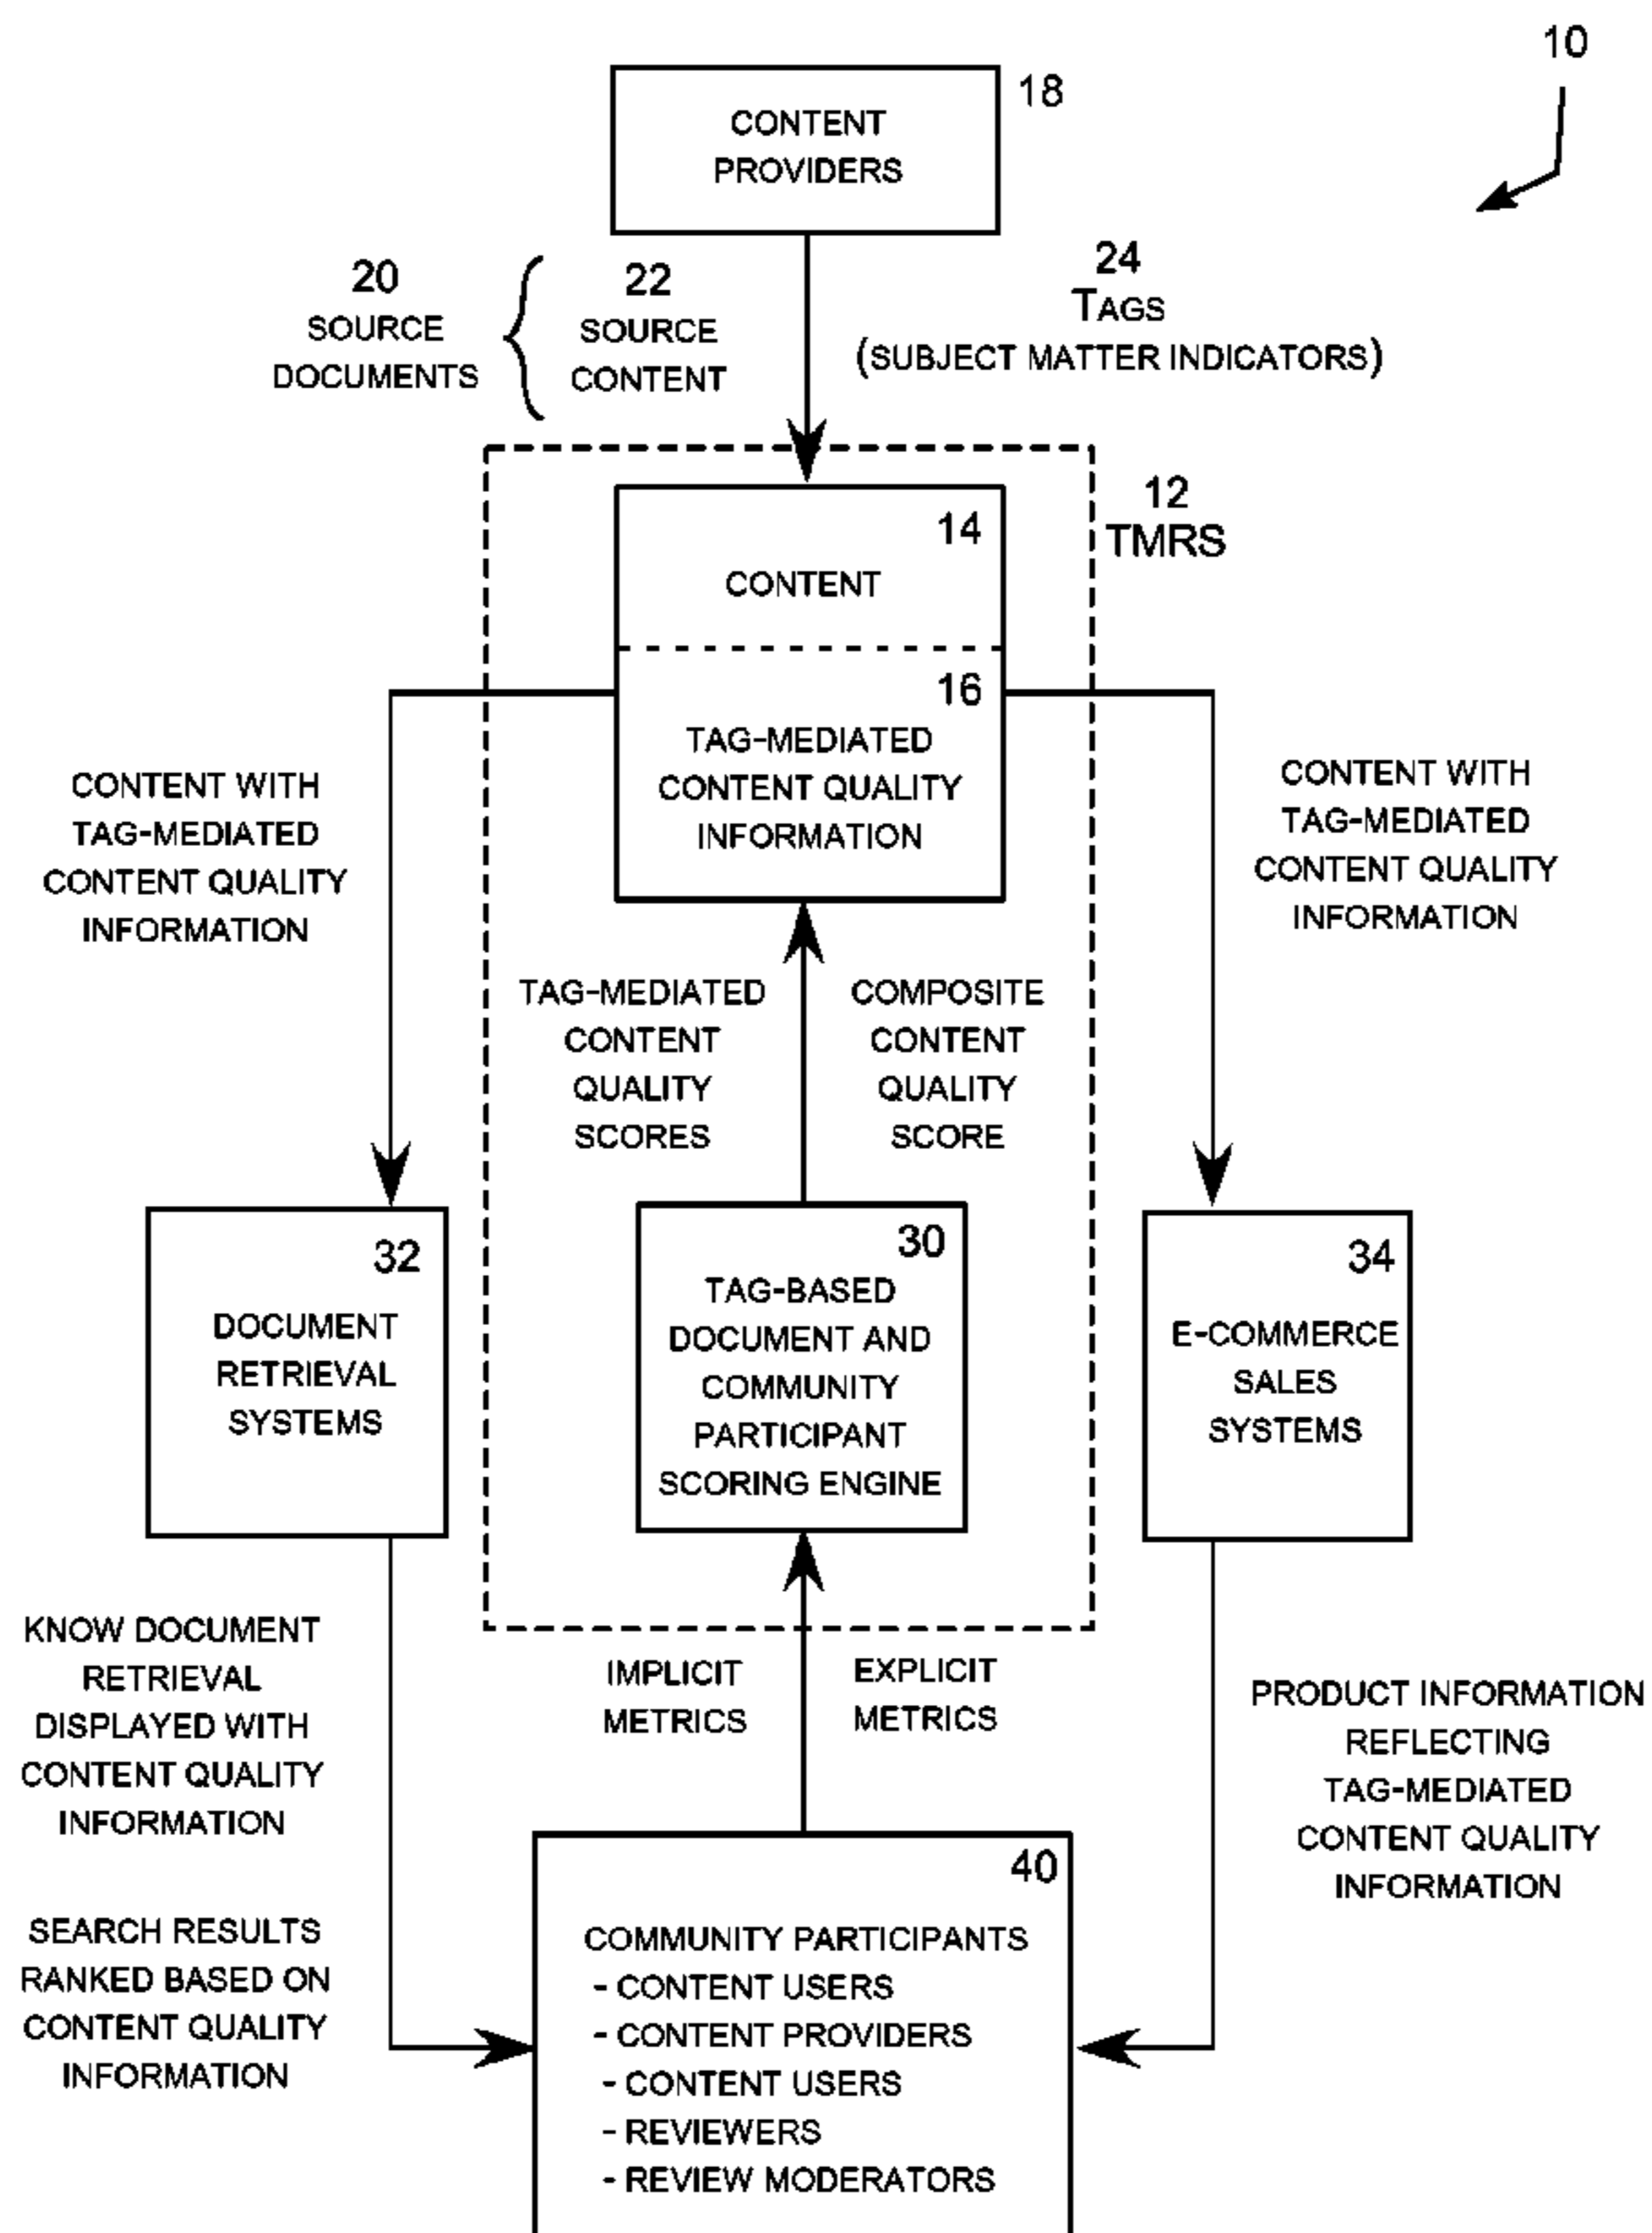 10
18
CONTENT
PROVIDERS
20
SOURCE
DOCUMENTS
22
SOURCE
CONTENT
24
TAGS
(SUBJECT MATTER INDICATORS)
12
TMRS
14
CONTENT
16
TAG-MEDIATED
CONTENT QUALITY
INFORMATION
CONTENT WITH
TAG-MEDIATED
CONTENT QUALITY
INFORMATION
CONTENT WITH
TAG-MEDIATED
CONTENT QUALITY
INFORMATION
TAG-MEDIATED
CONTENT
QUALITY
SCORES
COMPOSITE
CONTENT
QUALITY
SCORE
32
DOCUMENT
RETRIEVAL
SYSTEMS
30
TAG-BASED
DOCUMENT AND
COMMUNITY
PARTICIPANT
SCORING ENGINE
34
E-COMMERCE
SALES
SYSTEMS
KNOW DOCUMENT
RETRIEVAL
DISPLAYED WITH
CONTENT QUALITY
INFORMATION
SEARCH RESULTS
RANKED BASED ON
CONTENT QUALITY
INFORMATION
IMPLICIT
METRICS
EXPLICIT
METRICS
PRODUCT INFORMATION
REFLECTING
TAG-MEDIATED
CONTENT QUALITY
INFORMATION
40
COMMUNITY PARTICIPANTS
- CONTENT USERS
- CONTENT PROVIDERS
- CONTENT USERS
- REVIEWERS
- REVIEW MODERATORS